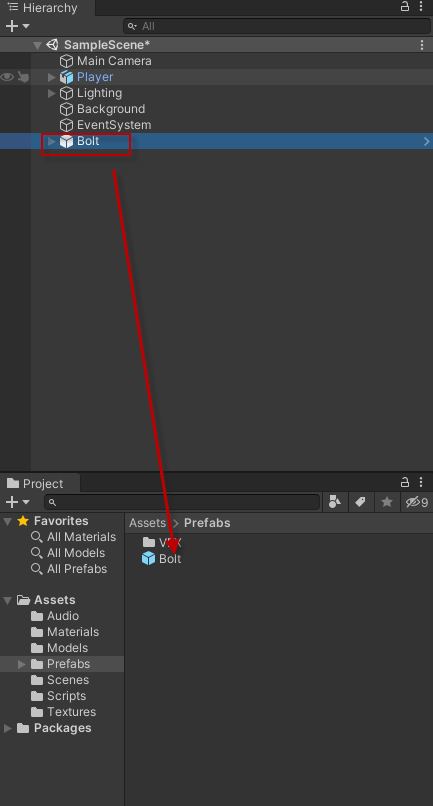 Hierarchy
All
SampleScene*
Main Camera
Player
Lighting
Background
EventSystem
Bolt
Project
9
Favorites
All Materials
All Models
All Prefabs
Assets
Audio
Materials
Models
Prefabs
Scenes
Scripts
Textures
Packages
Assets > Prefabs
Bolt